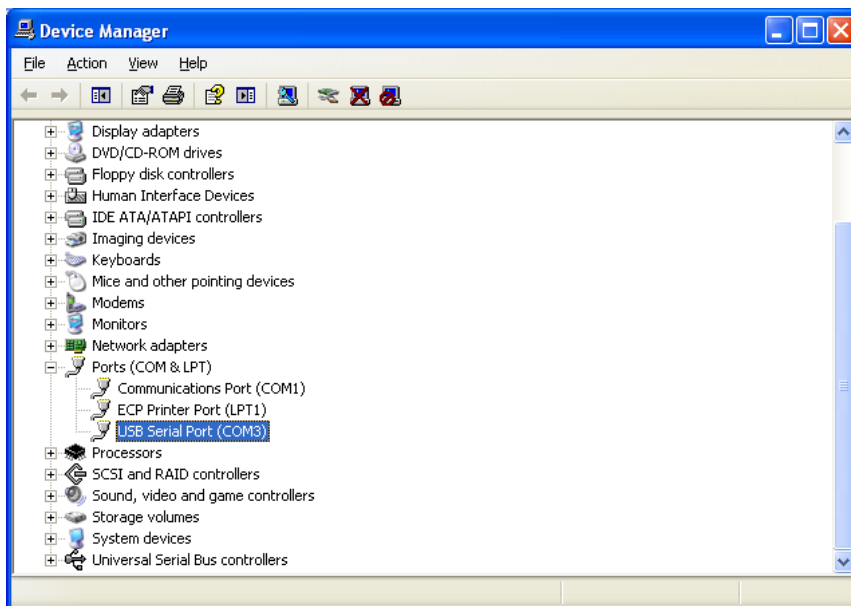 Device Manager
File Action View Help
Display adapters
DVD/CD-ROM drives
Floppy disk controllers
Human Interface Devices
IDE ATA/ATAPI controllers
Imaging devices
Keyboards
Mice and other pointing devices
Modems
Monitors
Network adapters
Ports (COM & LPT)
Communications Port (COM1)
ECP Printer Port (LPT1)
USB Serial Port (COM3)
Processors
SCSI and RAID controllers
Sound, video and game controllers
Storage volumes
System devices
Universal Serial Bus controllers